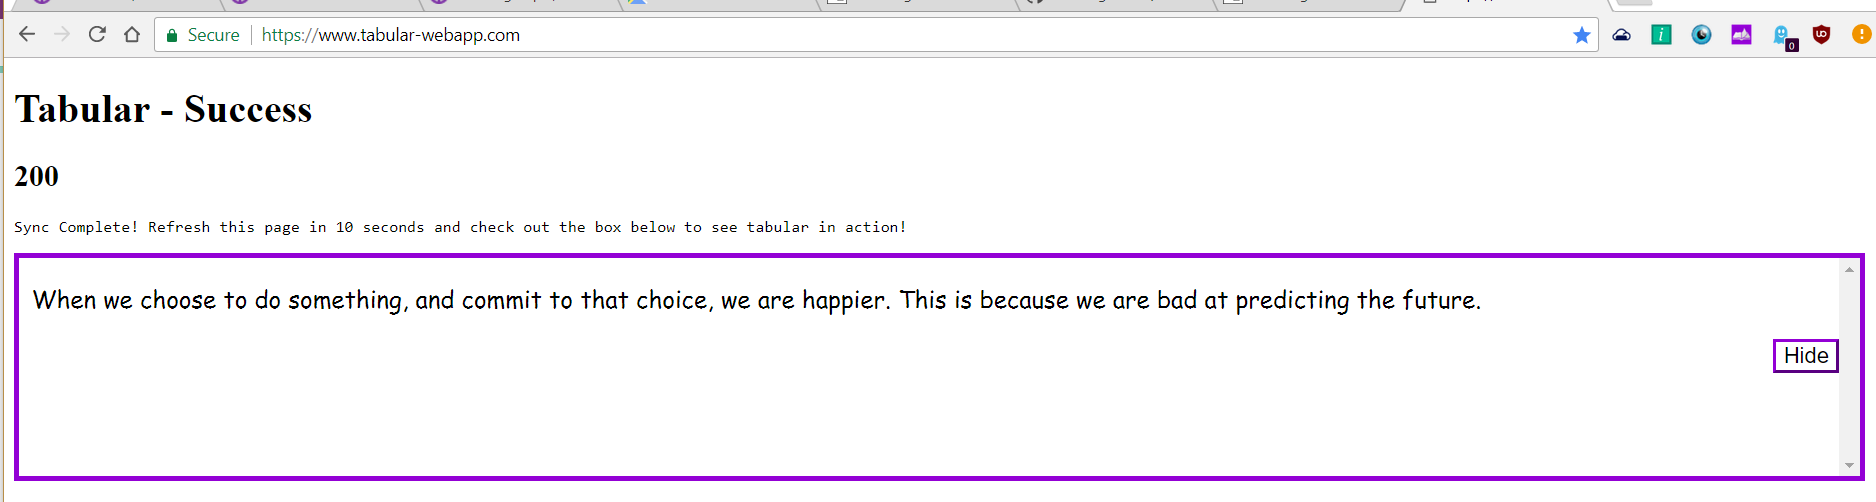 Secure https://www.tabular-webapp.com
0
Tabular - Success
200
Sync Complete! Refresh this page in 10 seconds and check out the box below to see tabular in action!
When we choose to do something, and commit to that choice, we are happier. This is because we are bad at predicting the future.
Hide